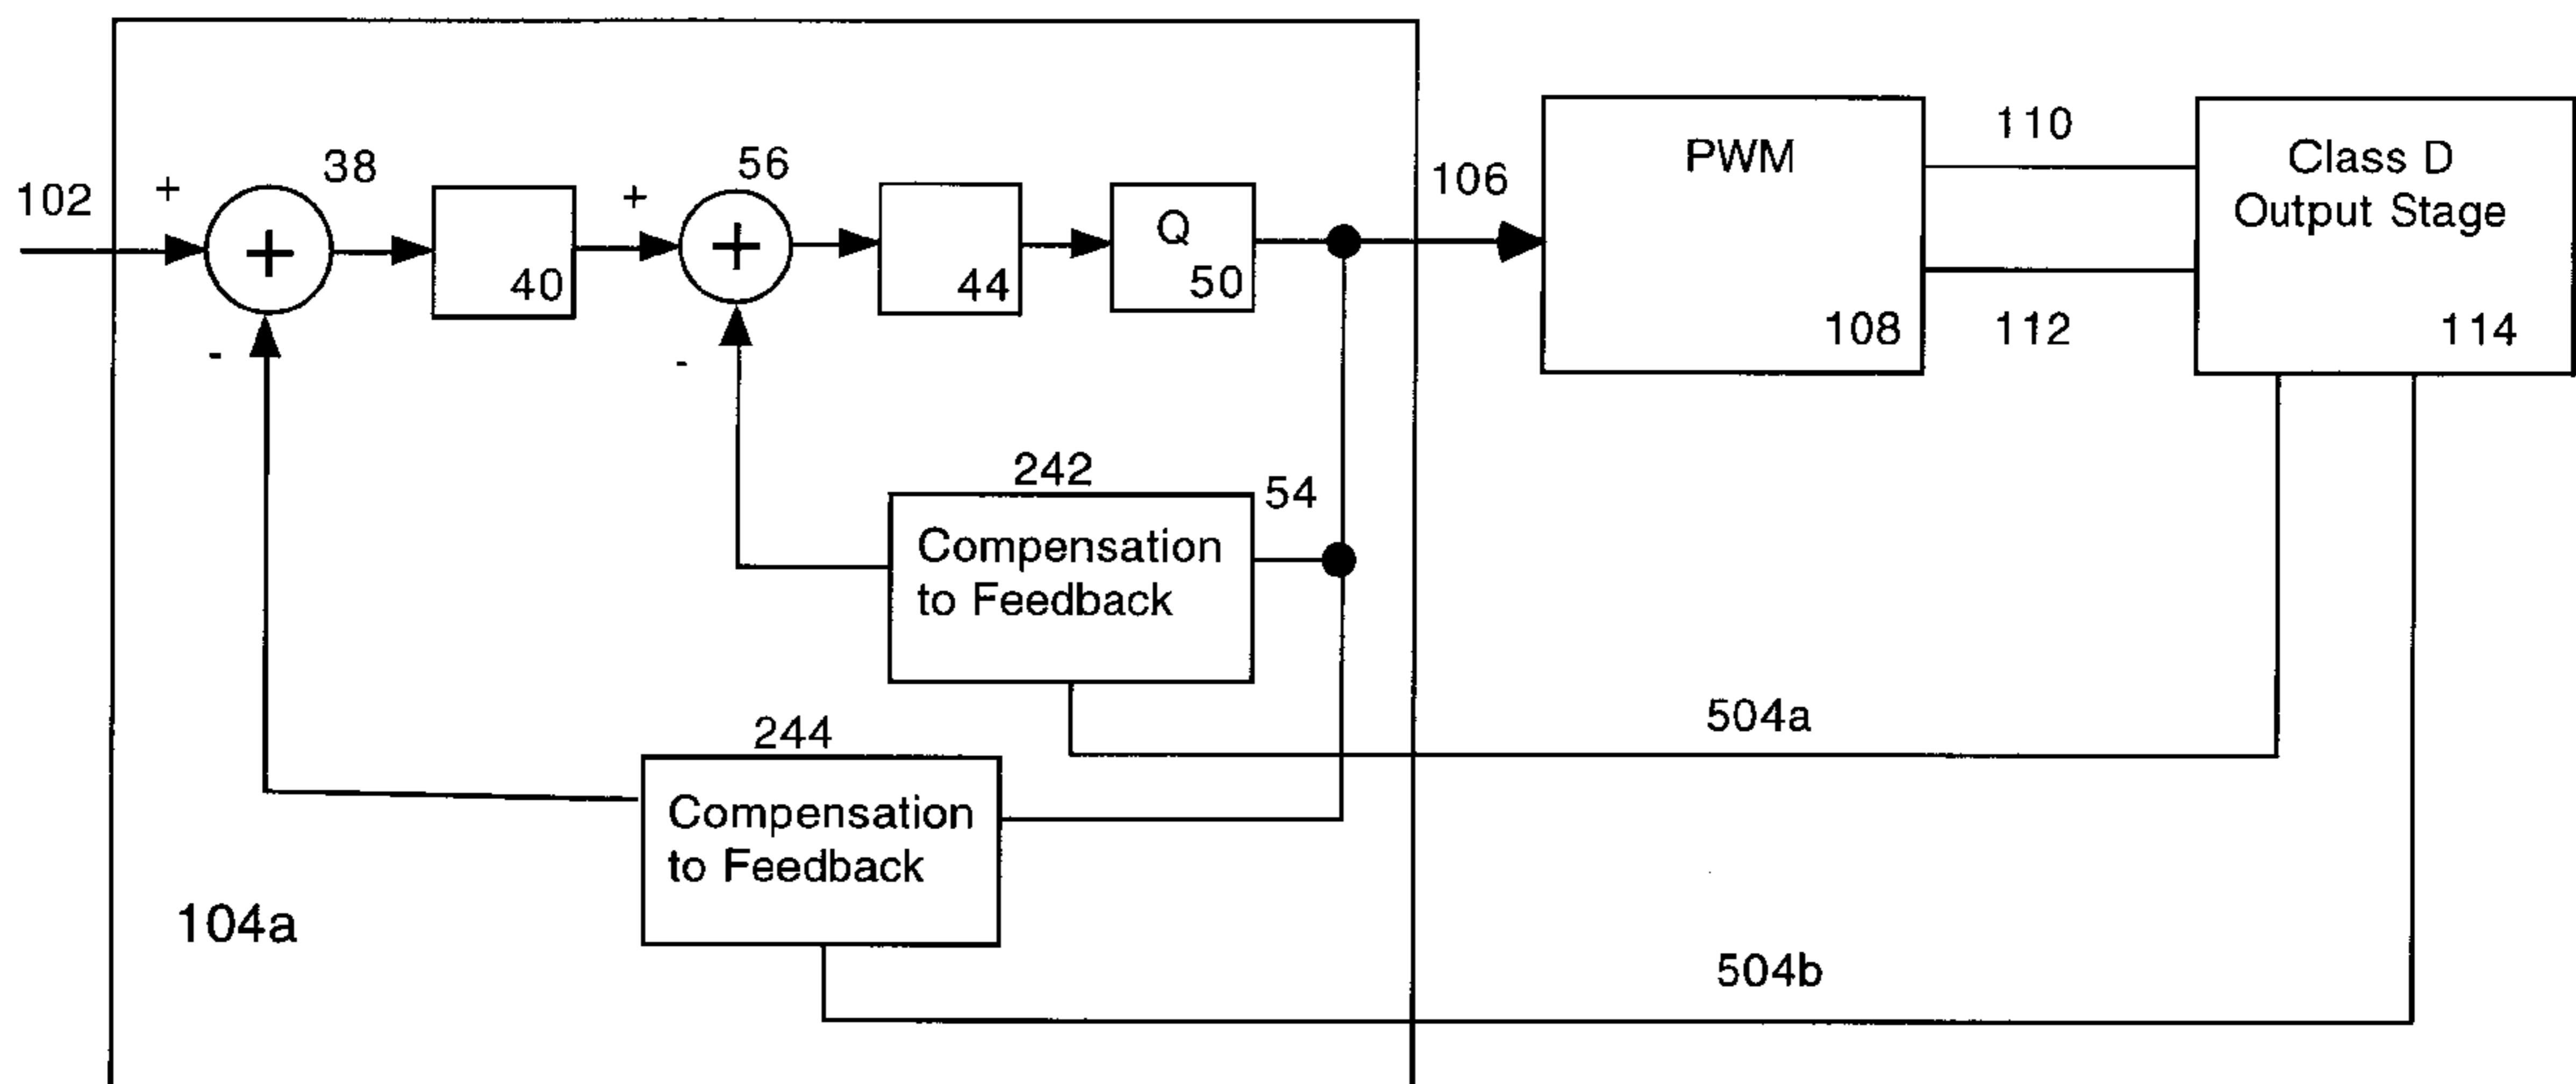 102
+
38
+
-
40
+
56
+
-
44
Q
50
106
PWM
108
110
112
Class D
Output Stage
114
242
54
Compensation
to Feedback
504a
244
Compensation
to Feedback
104a
504b